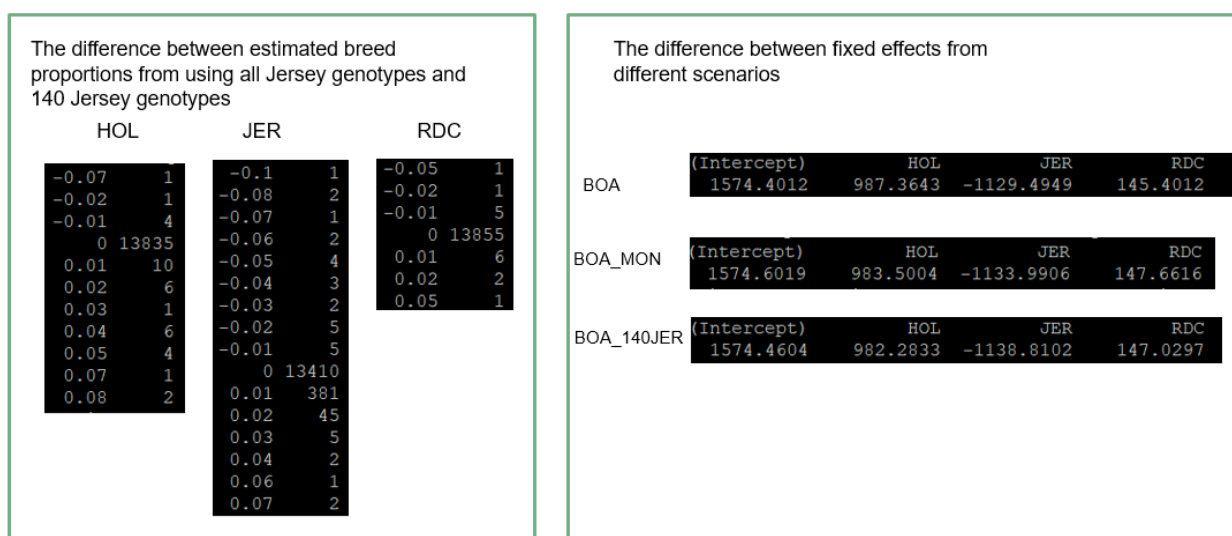 The difference between estimated breed
proportions from using all Jersey genotypes and
140 Jersey genotypes
HOL JER RDC
-0.07 1
-0.02 1
-0.01 4
0 13835
0.01 10
0.02 6
0.03 1
0.04 6
0.05 4
0.07 1
0.08 2
-0.1 1
-0.08 2
-0.07 1
-0.06 2
-0.05 4
-0.04 3
-0.03 2
-0.02 5
-0.01 5
0 13410
0.01 381
0.02 45
0.03 5
0.04 2
0.06 1
0.07 2
-0.05 1
-0.02 1
-0.01 5
0 13855
0.01 6
0.02 2
0.05 1
The difference between fixed effects from
different scenarios
BOA
(Intercept) HOL JER RDC
1574.4012 987.3643 -1129.4949 145.4012
BOA_MON
(Intercept) HOL JER RDC
1574.6019 983.5004 -1133.9906 147.6616
BOA_140JER
(Intercept) HOL JER RDC
1574.4604 982.2833 -1138.8102 147.0297